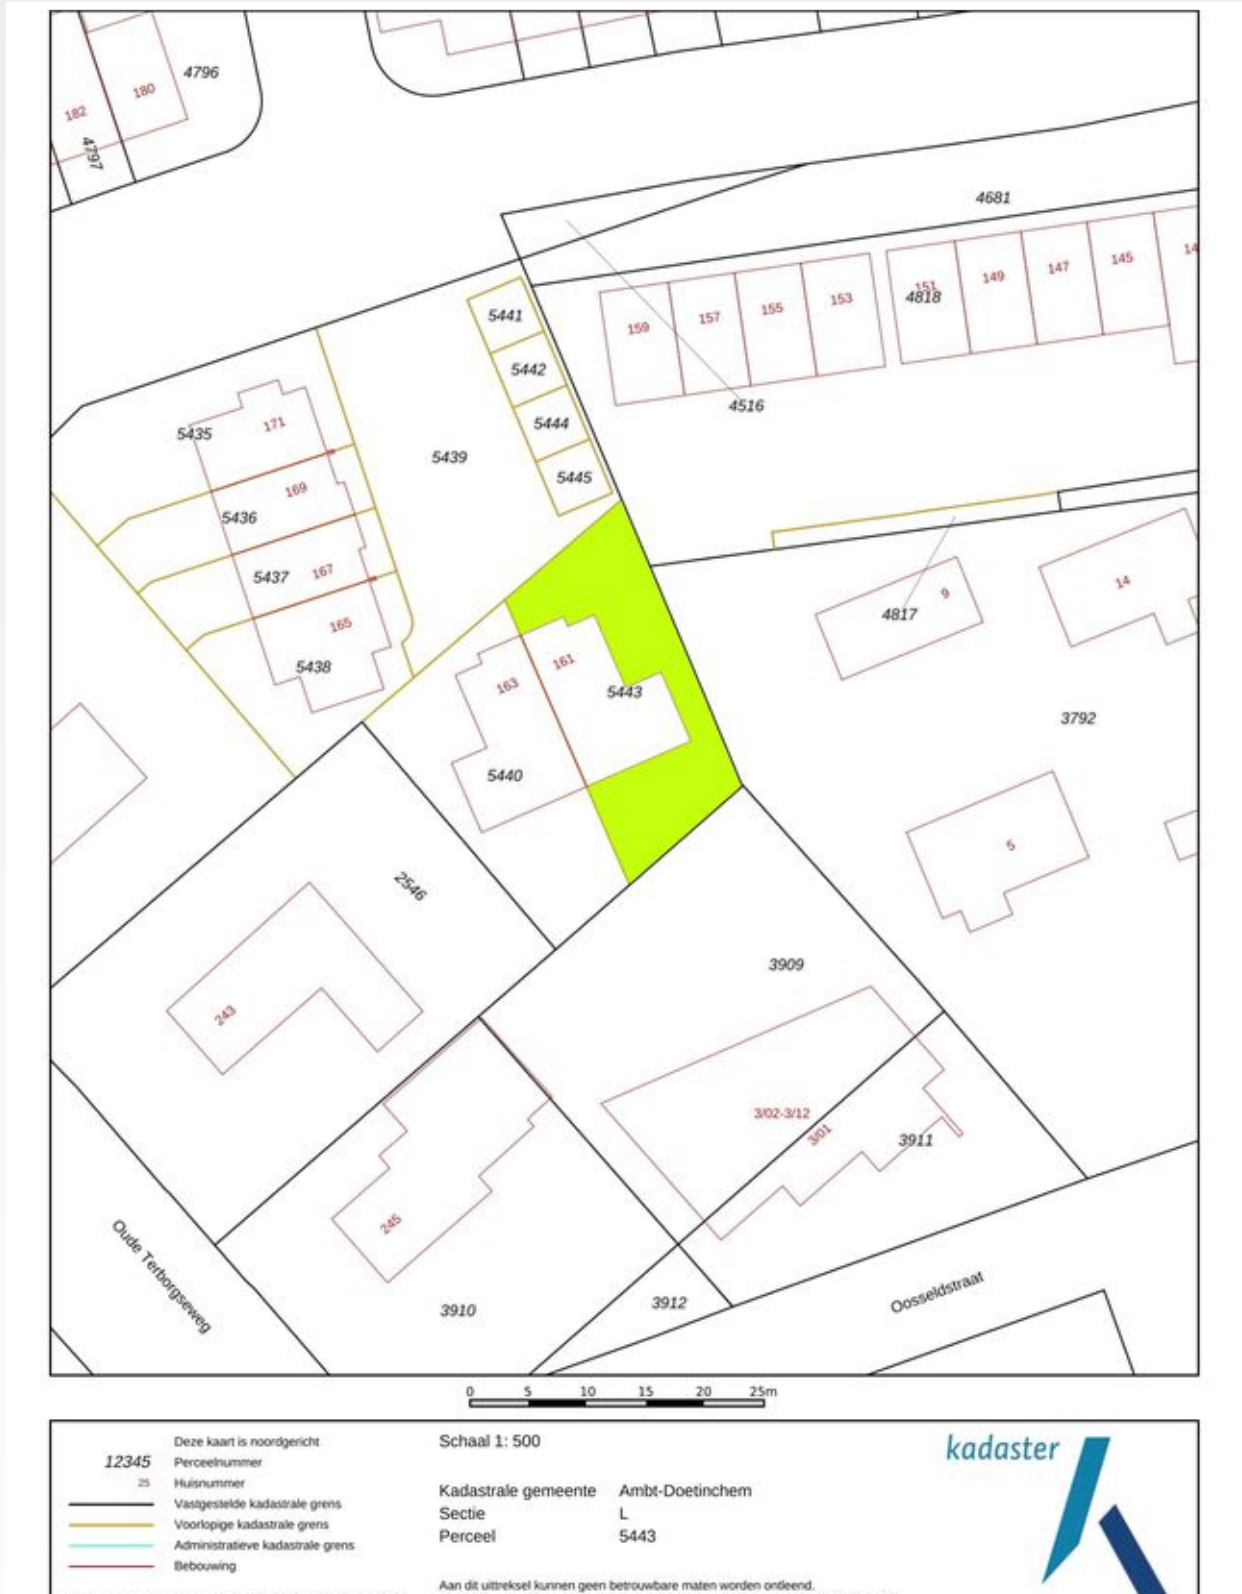 4796
180
182
4797
4681
5441
159
157
155
153
151
4818
149
147
145
14
5442
4516
5444
5435
171
5439
5445
169
5436
5437
167
165
5438
163
161
5443
5440
4817
9
14
3792
5
2546
243
3909
3/02-3/12
3/01
3911
245
Oude Terborgseweg
3910
3912
Oosseldstraat
0 5 10 15 20 25m
Deze kaart is noordgericht
12345 Perceelnummer
25 Huisnummer
Vastgestelde kadastrale grens
Voorlopige kadastrale grens
Administratieve kadastrale grens
Bebouwing
Schaal 1: 500
Kadastrale gemeente Ambt-Doetinchem
Sectie L
Perceel 5443
Aan dit uittreksel kunnen geen betrouwbare maten worden ontleend.
kadaster